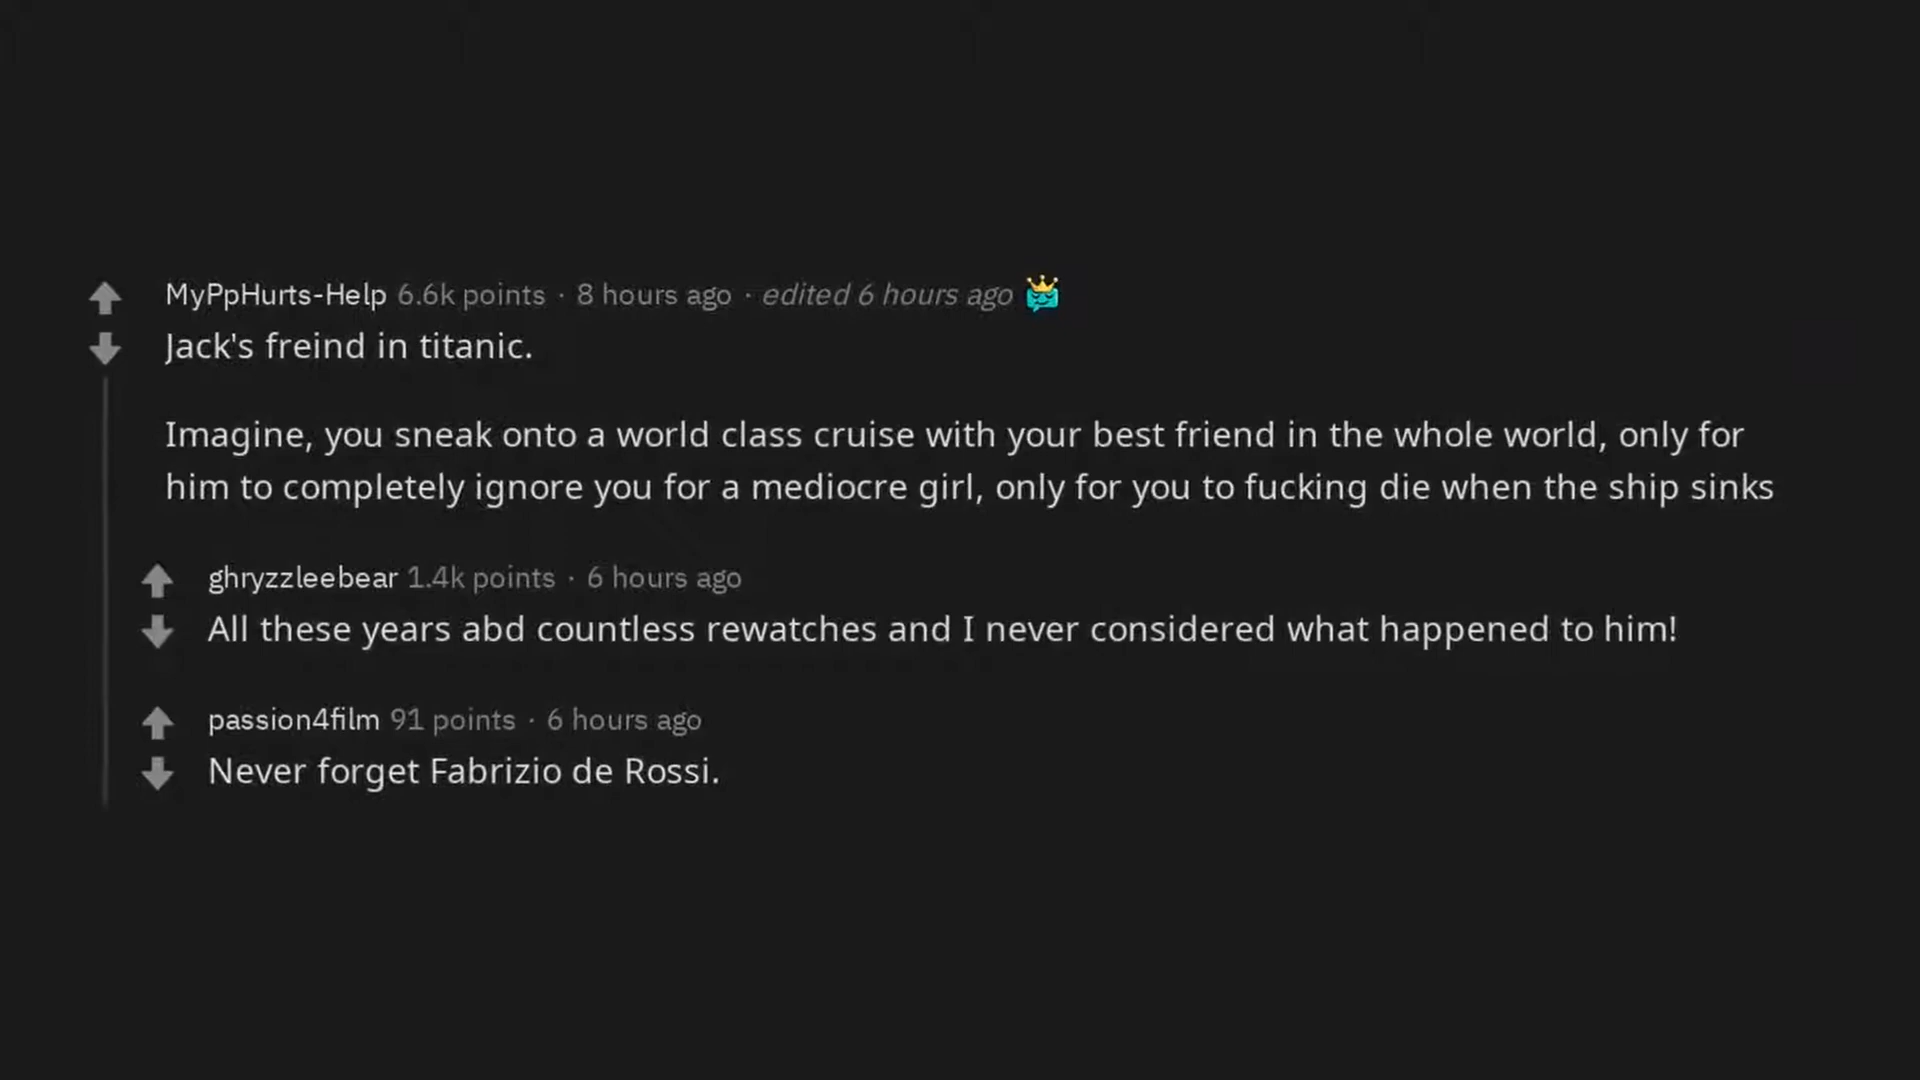 MyPpHurts-Help 6.6k points · 8 hours ago · edited 6 hours ago
Jack's freind in titanic.
Imagine, you sneak onto a world class cruise with your best friend in the whole world, only for
him to completely ignore you for a mediocre girl, only for you to fucking die when the ship sinks
ghryzzleebear 1.4k points · 6 hours ago
All these years abd countless rewatches and I never considered what happened to him!
passion4film 91 points · 6 hours ago
Never forget Fabrizio de Rossi.